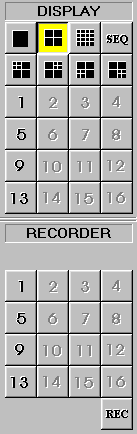 DISPLAY
SEQ
1 2 3 4
5 6 7 8
9 10 11 12
13 14 15 16
RECORDER
1 2 3 4
5 6 7 8
9 10 11 12
13 14 15 16
REC